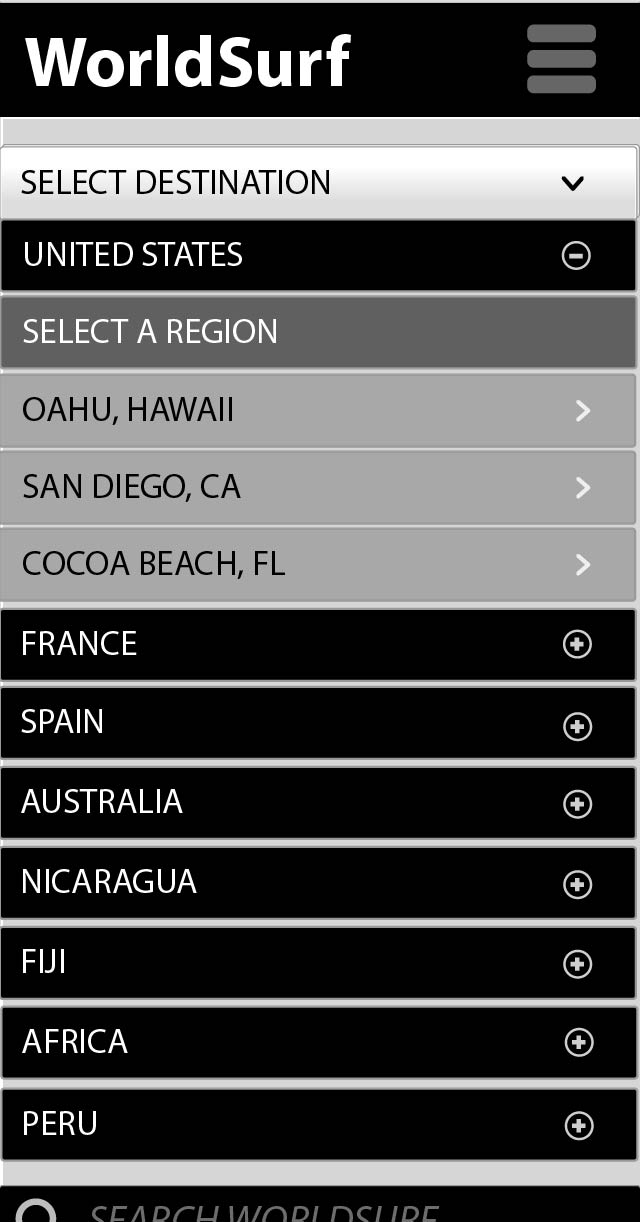 WorldSurf
SELECT DESTINATION
UNITED STATES
SELECT A REGION
OAHU, HAWAII
SAN DIEGO, CA
COCOA BEACH, FL
FRANCE
SPAIN
AUSTRALIA
NICARAGUA
FIJI
AFRICA
PERU
SEARCH WORLDSURF